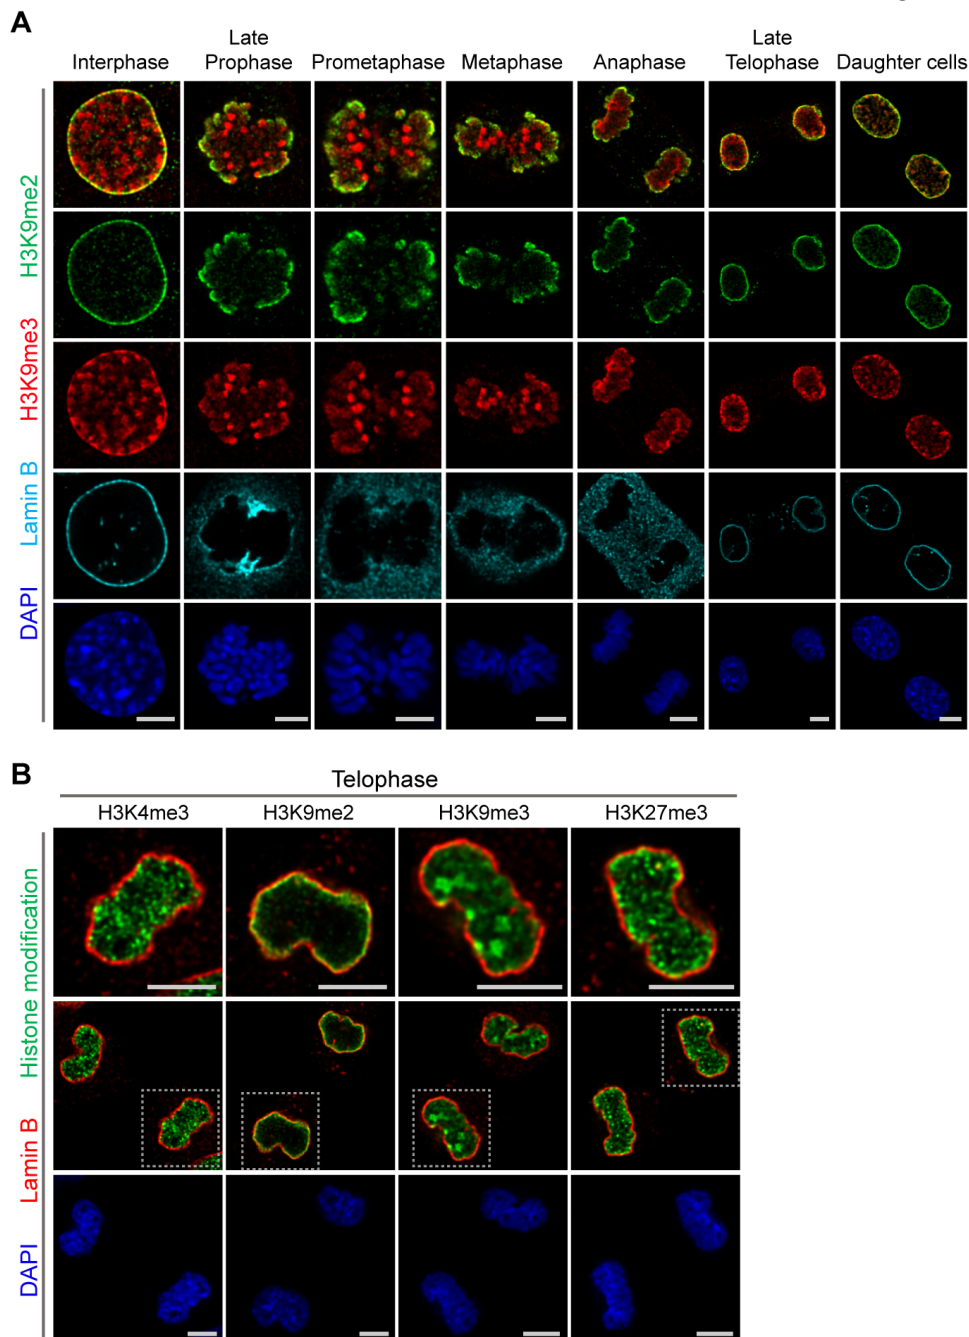 A
Interphase
Late
Prophase
Prometaphase
Metaphase
Anaphase
Late
Telophase
Daughter cells
H3K9me2
H3K9me3
Lamin B
DAPI
B
Telophase
H3K4me3
H3K9me2
H3K9me3
H3K27me3
Histone modification
Lamin B
DAPI